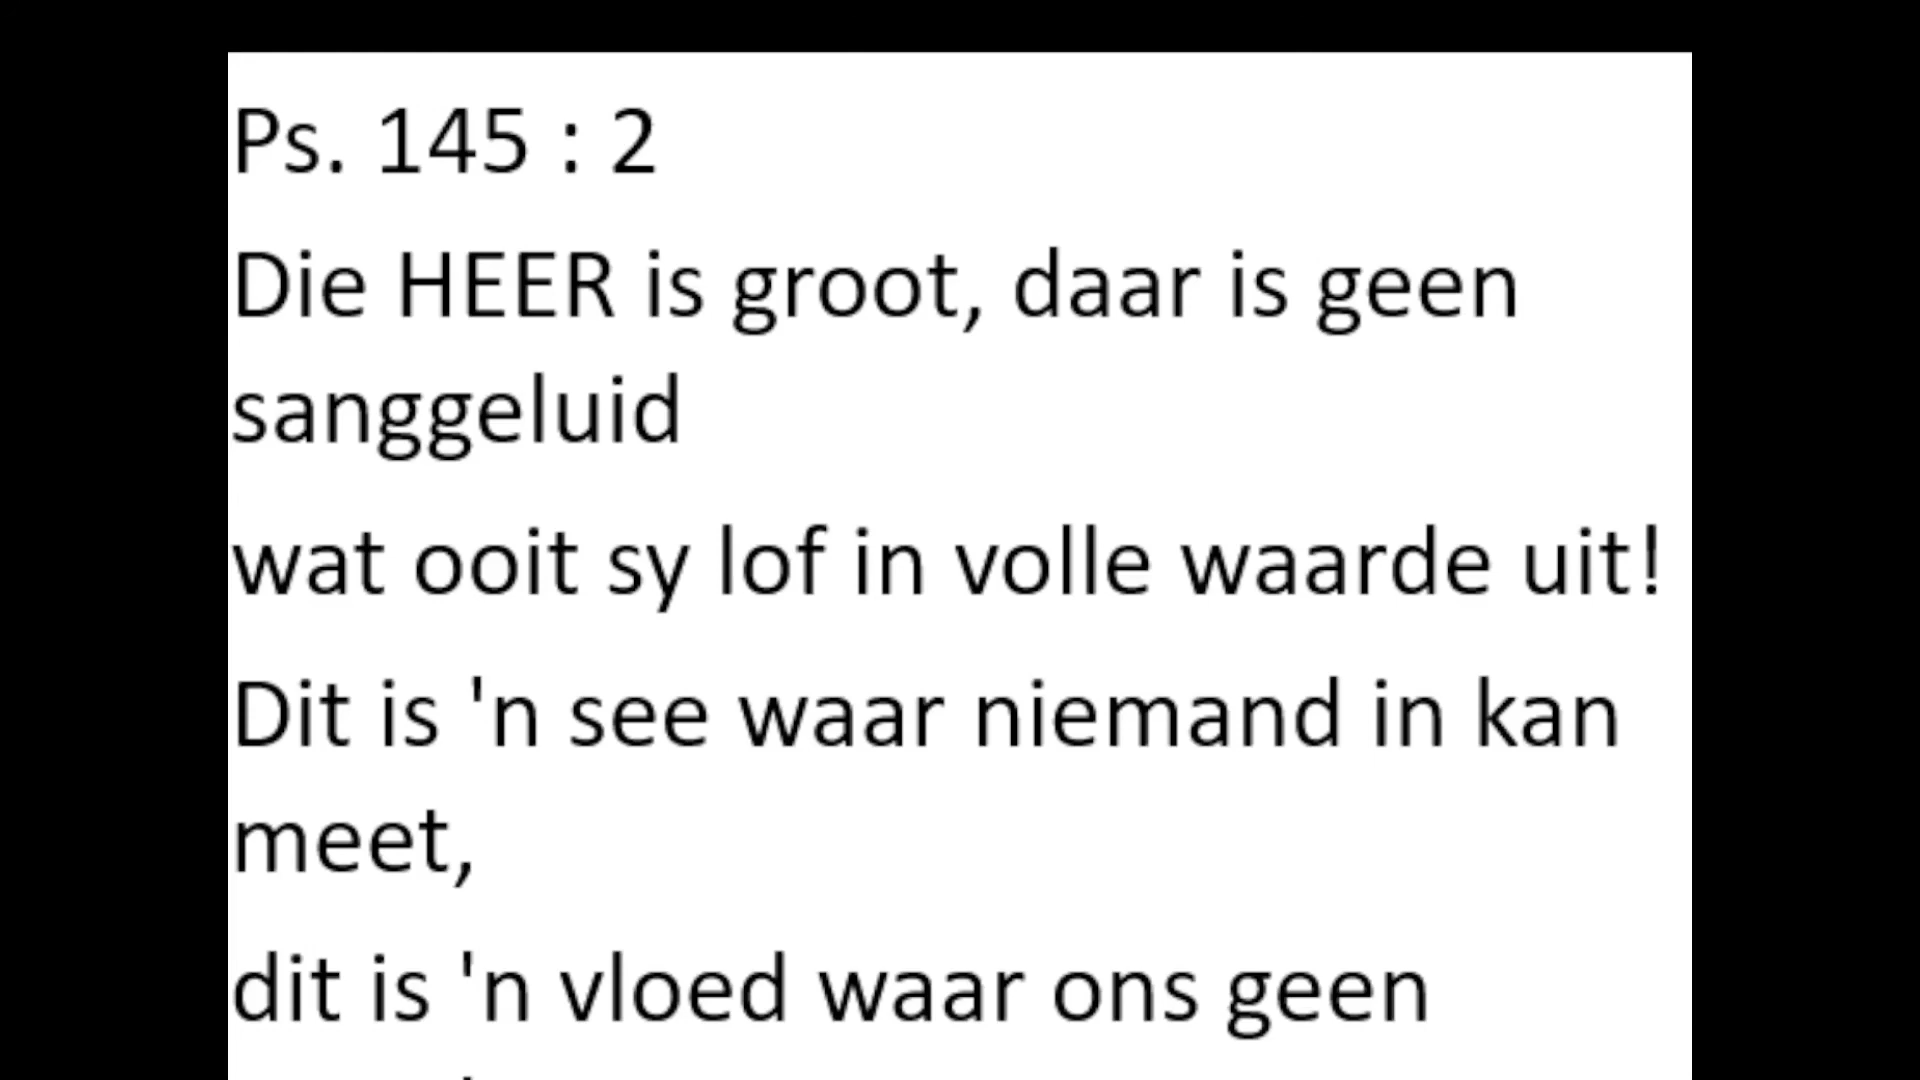 Ps. 145 : 2
Die HEER is groot, daar is geen
sanggeluid
wat ooit sy lof in volle waarde uit!
Dit is 'n see waar niemand in kan
meet,
dit is 'n vloed waar ons geen